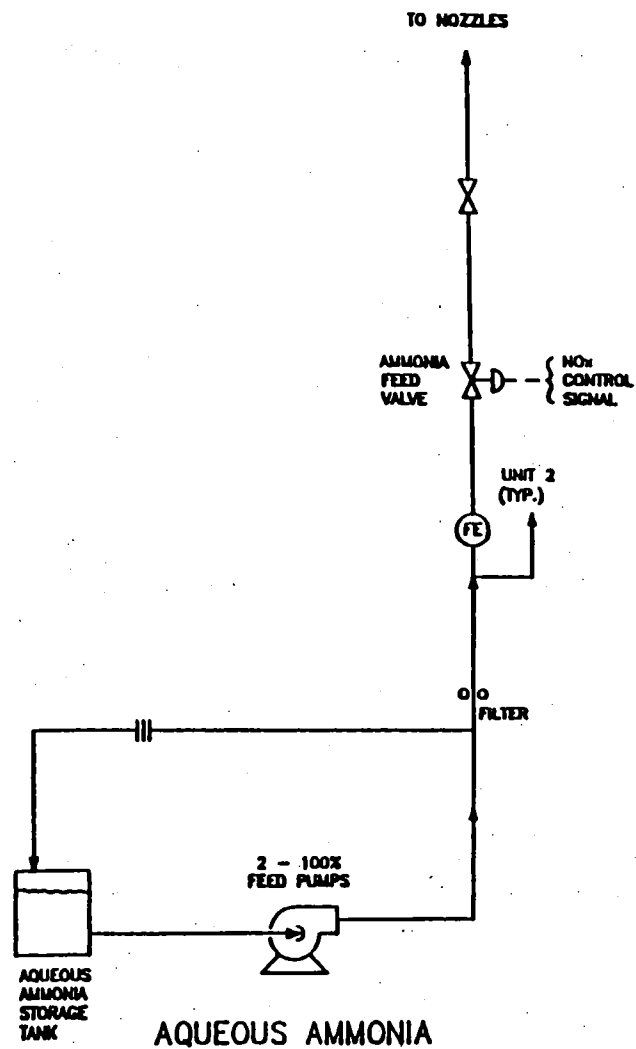 TO NOZZLES
AMMONIA
FEED
VALVE
NOx
CONTROL
SIGNAL
UNIT 2
(TYP.)
FE
FILTER
2 - 100%
FEED PUMPS
AQUEOUS
AMMONIA
STORAGE
TANK
AQUEOUS AMMONIA